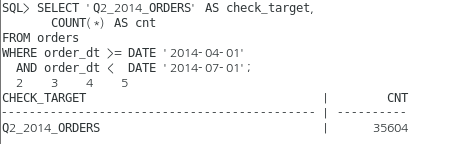 SQL> SELECT 'Q2_2014_ORDERS' AS check_target,
COUNT(*) AS cnt
FROM orders
WHERE order_dt >= DATE '2014-04-01'
AND order_dt < DATE '2014-07-01';
2 3 4 5
CHECK_TARGET | CNT
---------------------------------------- | ----------
Q2_2014_ORDERS | 35604